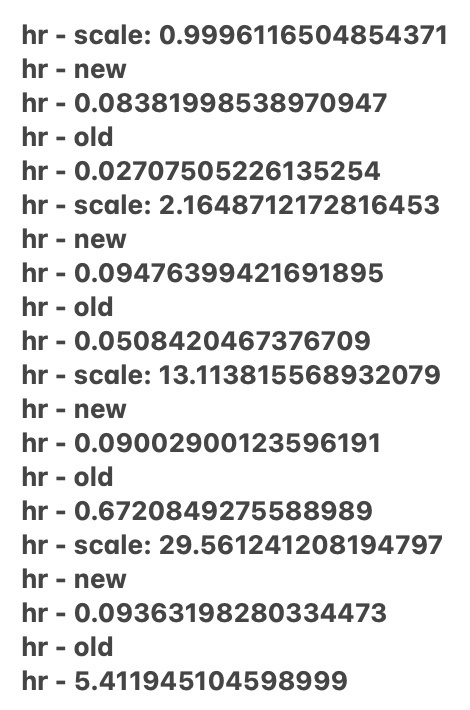 hr - scale: 0.9996116504854371
hr - new
hr - 0.08381998538970947
hr - old
hr - 0.02707505226135254
hr - scale: 2.1648712172816453
hr - new
hr - 0.09476399421691895
hr - old
hr - 0.0508420467376709
hr - scale: 13.113815568932079
hr - new
hr - 0.09002900123596191
hr - old
hr - 0.6720849275588989
hr - scale: 29.561241208194797
hr - new
hr - 0.09363198280334473
hr - old
hr - 5.411945104598999